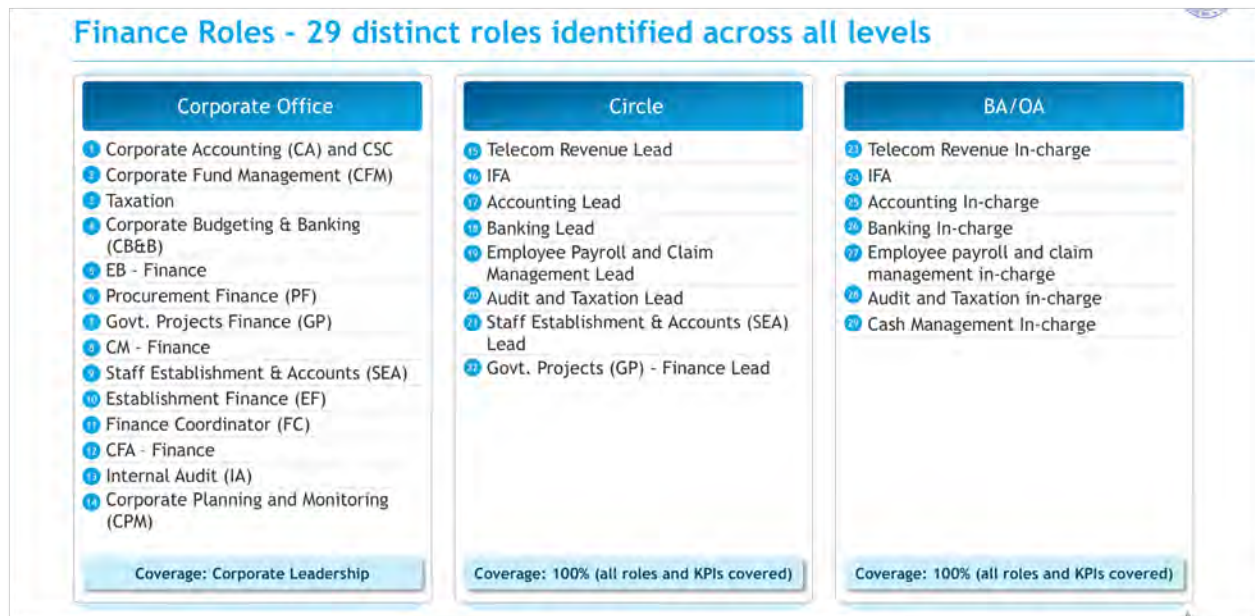 Finance Roles - 29 distinct roles identified across all levels
Corporate Office
1 Corporate Accounting (CA) and CSC
2 Corporate Fund Management (CFM)
3 Taxation
4 Corporate Budgeting & Banking
(CB&B)
5 EB - Finance
6 Procurement Finance (PF)
7 Govt. Projects Finance (GP)
8 CM - Finance
9 Staff Establishment & Accounts (SEA)
10 Establishment Finance (EF)
11 Finance Coordinator (FC)
12 CFA - Finance
13 Internal Audit (IA)
14 Corporate Planning and Monitoring
(CPM)
Coverage: Corporate Leadership
Circle
15 Telecom Revenue Lead
16 IFA
17 Accounting Lead
18 Banking Lead
19 Employee Payroll and Claim
Management Lead
20 Audit and Taxation Lead
21 Staff Establishment & Accounts (SEA)
Lead
22 Govt. Projects (GP) - Finance Lead
Coverage: 100% (all roles and KPIs covered)
BA/OA
23 Telecom Revenue In-charge
24 IFA
25 Accounting In-charge
26 Banking In-charge
27 Employee payroll and claim
management in-charge
28 Audit and Taxation in-charge
29 Cash Management In-charge
Coverage: 100% (all roles and KPIs covered)